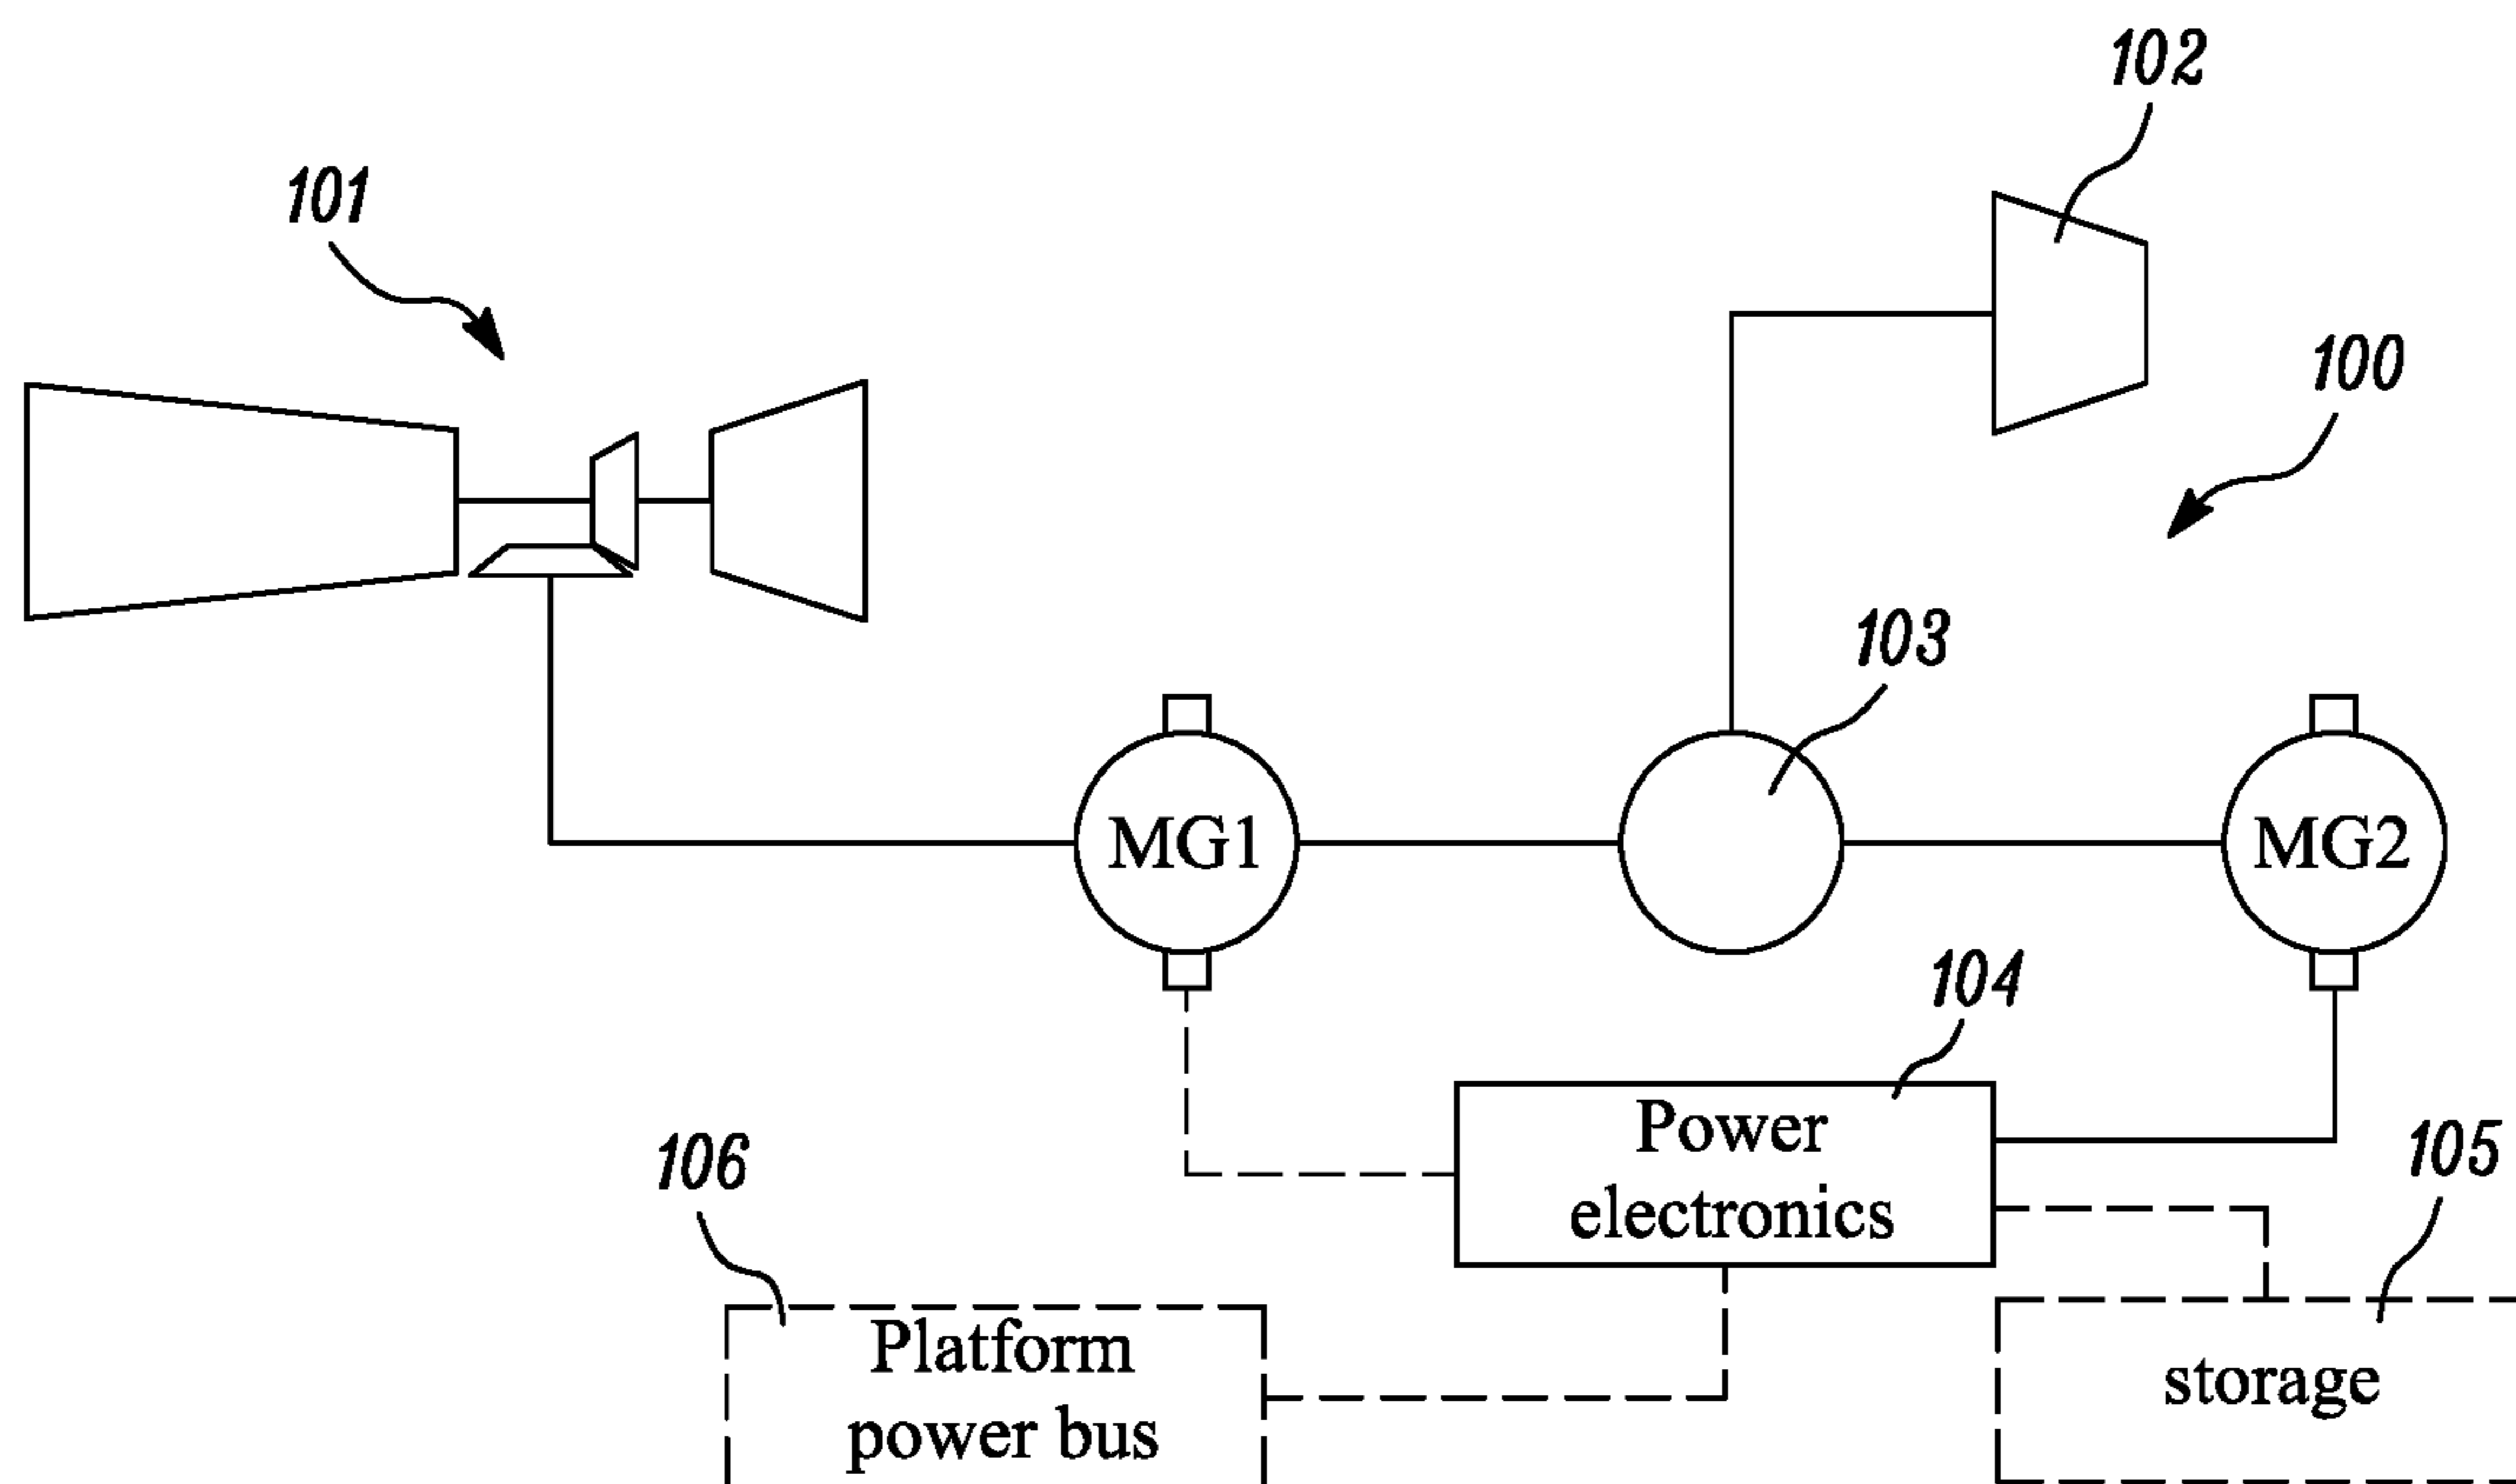 102
101
100
103
MG1
MG2
104
Power
electronics
106
105
Platform
power bus
storage